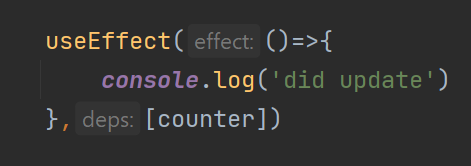 useEffect( effect: ()=>{
console.log('did update')
}, deps: [counter])